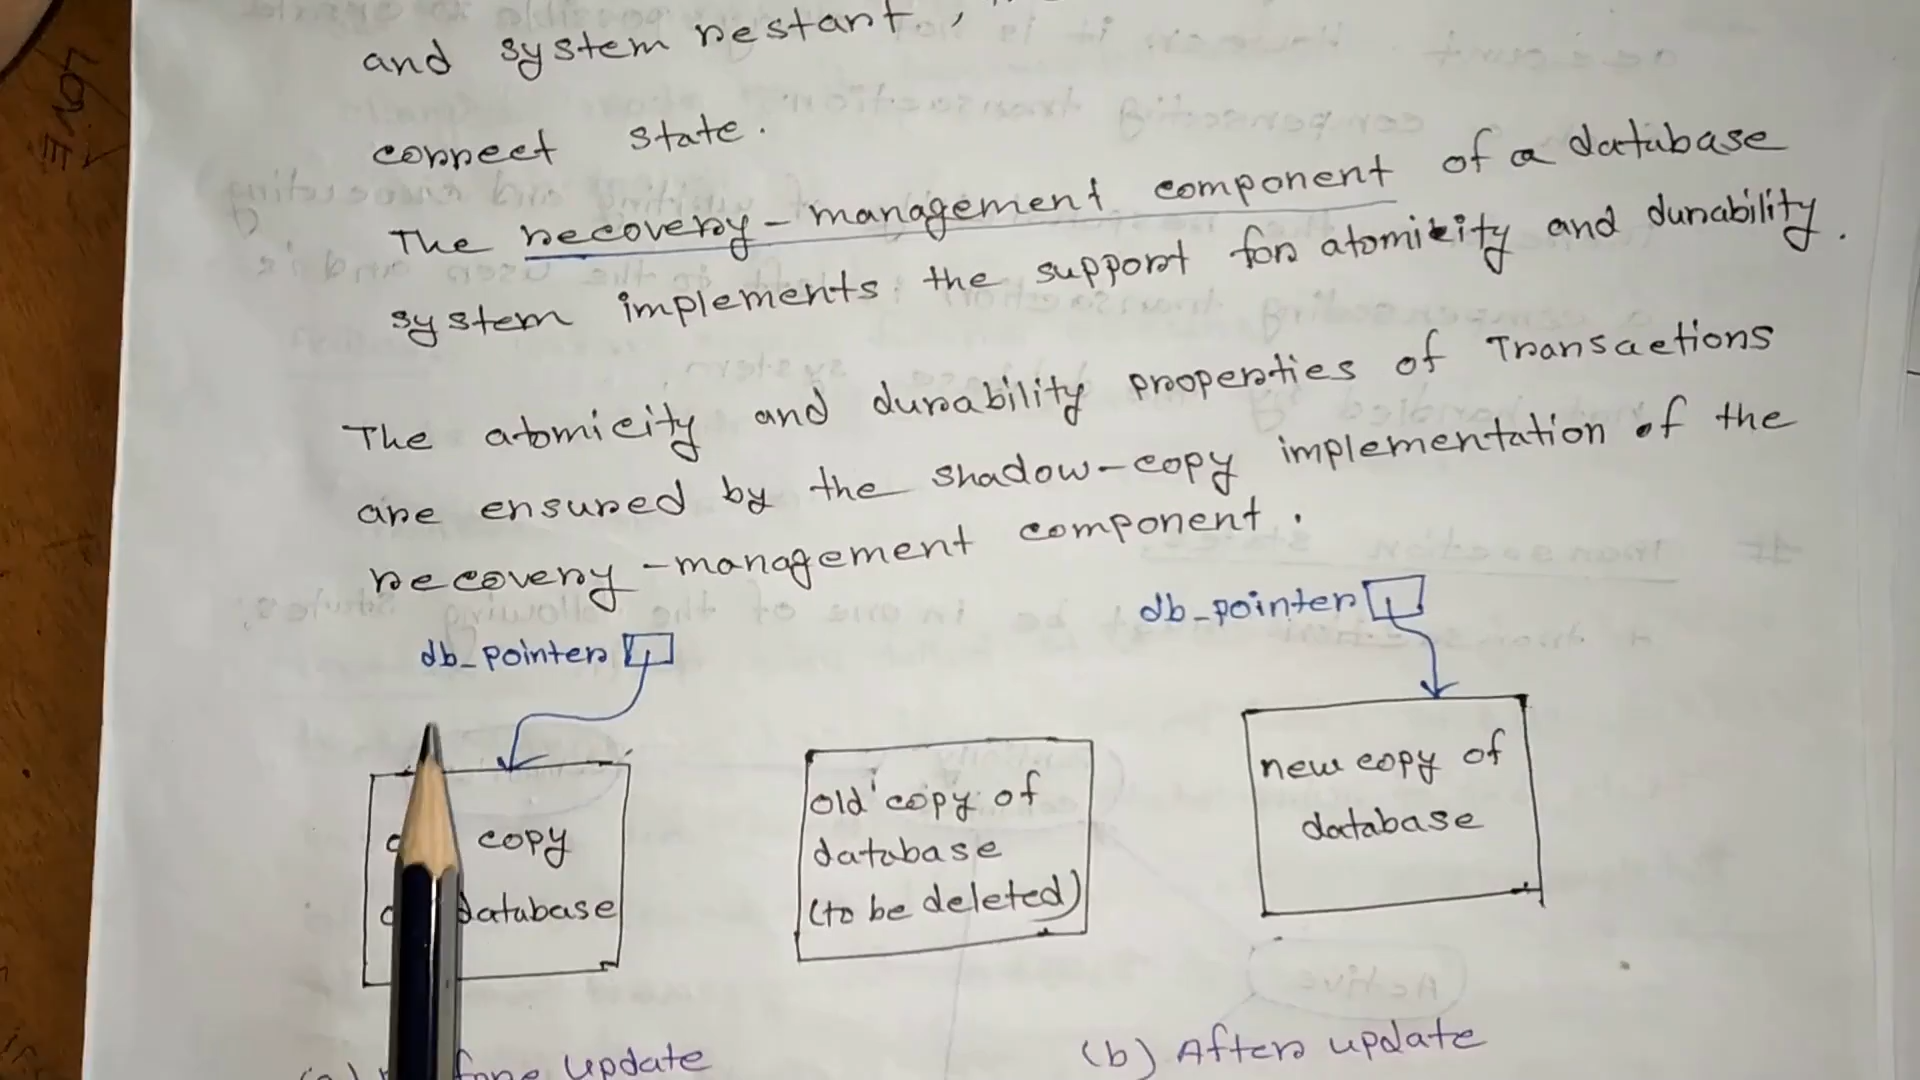 and system restart,
correct state.
The recovery-management component of a database
system implements the support for atomicity and durability.
The atomicity and durability properties of Transactions
are ensured by the shadow-copy implementation of the
recovery-management component.
db_pointer
db_pointer
copy
database
old copy of
database
(to be deleted)
new copy of
database
update
(b) After update